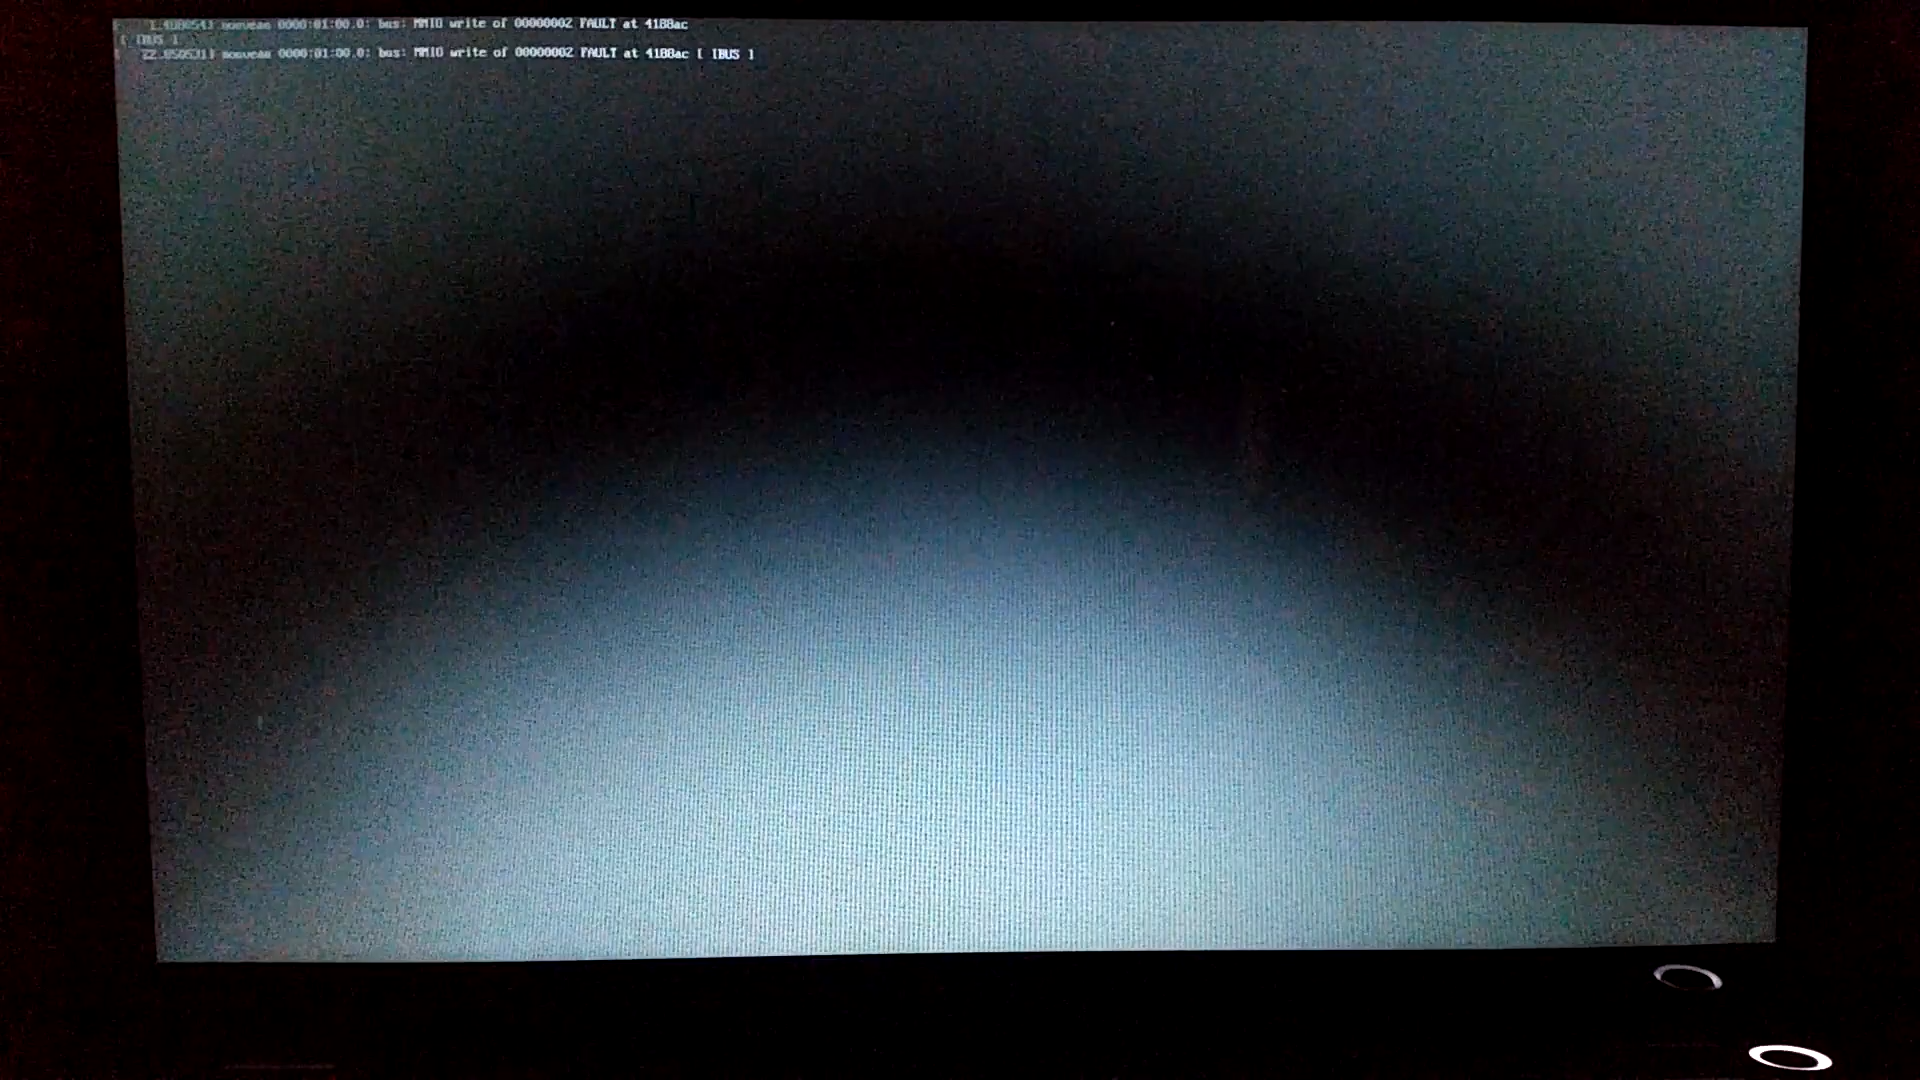 nouveau 0000:01:00.0: bus: MMIO write of 00000002 FAULT at 4188ac
[ IBUS ]
nouveau 0000:01:00.0: bus: MMIO write of 00000002 FAULT at 4188ac [ IBUS ]